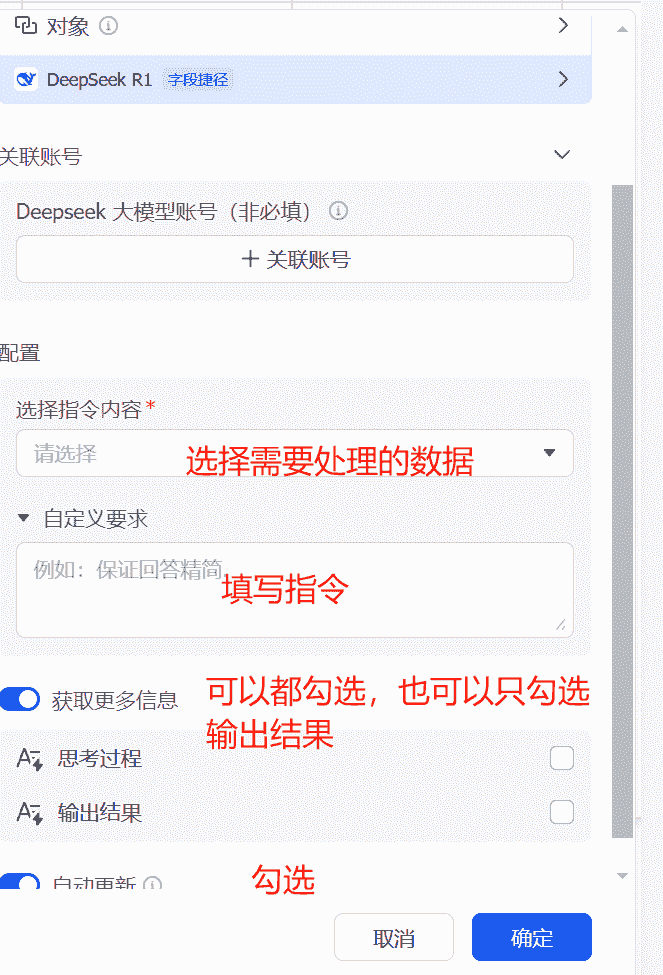 对象
DeepSeek R1 字段捷径
关联账号
Deepseek 大模型账号（非必填）
+ 关联账号
配置
选择指令内容*
请选择 选择需要处理的数据
自定义要求
例如：保证回答精简 填写指令
获取更多信息 可以都勾选，也可以只勾选
输出结果
思考过程
输出结果
自动更新 勾选
取消 确定